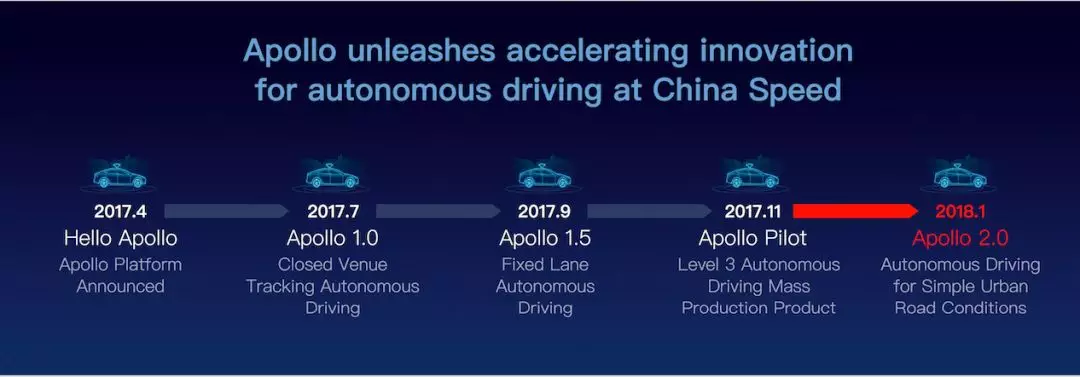 Apollo unleashes accelerating innovation
for autonomous driving at China Speed
2017.4
Hello Apollo
Apollo Platform
Announced
2017.7
Apollo 1.0
Closed Venue
Tracking Autonomous
Driving
2017.9
Apollo 1.5
Fixed Lane
Autonomous
Driving
2017.11
Apollo Pilot
Level 3 Autonomous
Driving Mass
Production Product
2018.1
Apollo 2.0
Autonomous Driving
for Simple Urban
Road Conditions